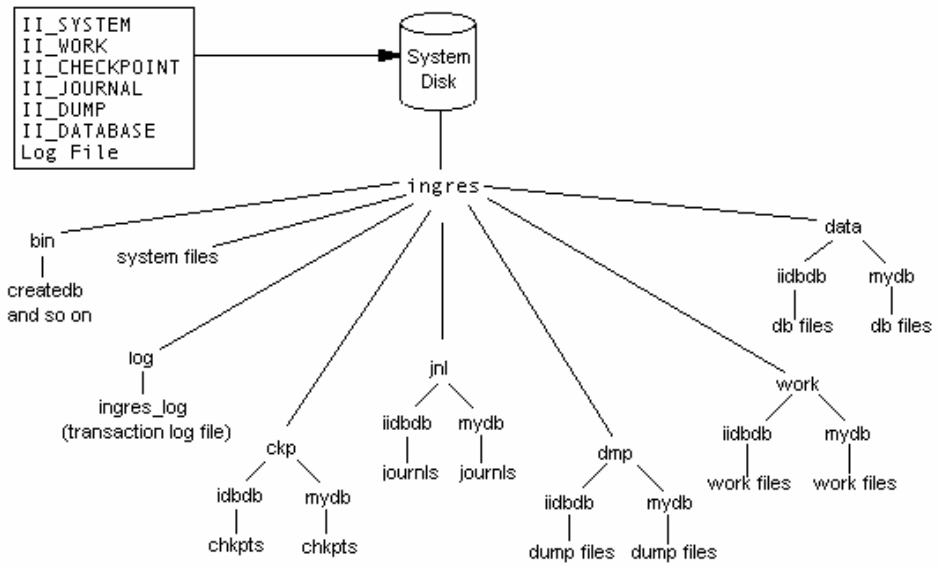 II_SYSTEM
II_WORK
II_CHECKPOINT
II_JOURNAL
II_DUMP
II_DATABASE
Log File
System
Disk
ingres
bin
createdb
and so on
system files
log
ingres_log
(transaction log file)
ckp
idbdb mydb
chkpts chkpts
jnl
iidbdb mydb
journls journls
dmp
iidbdb mydb
dump files dump files
work
iidbdb mydb
work files work files
data
iidbdb mydb
db files db files